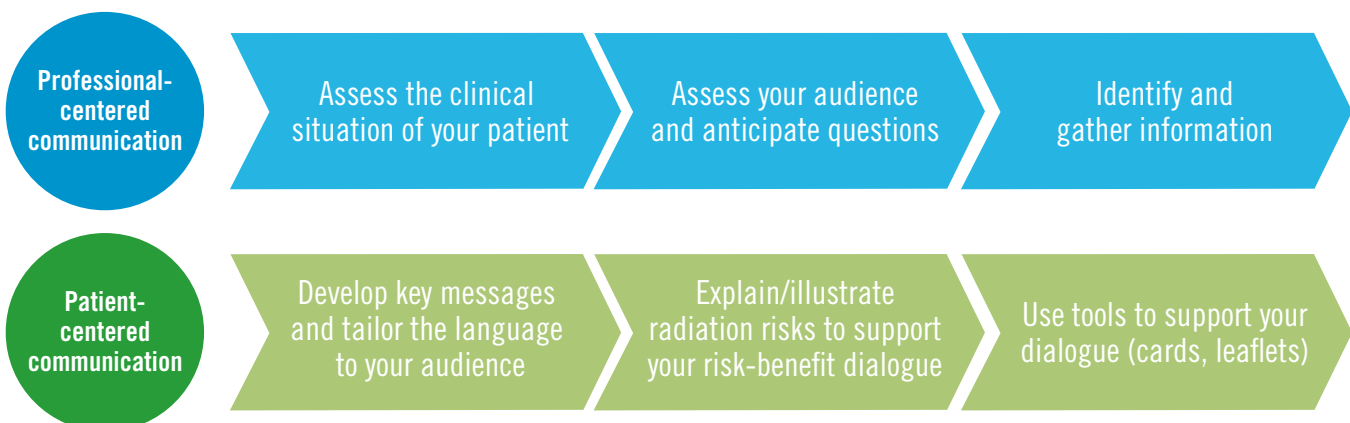 Professional-
centered
communication
Assess the clinical
situation of your patient
Assess your audience
and anticipate questions
Identify and
gather information
Patient-
centered
communication
Develop key messages
and tailor the language
to your audience
Explain/illustrate
radiation risks to support
your risk-benefit dialogue
Use tools to support your
dialogue (cards, leaflets)